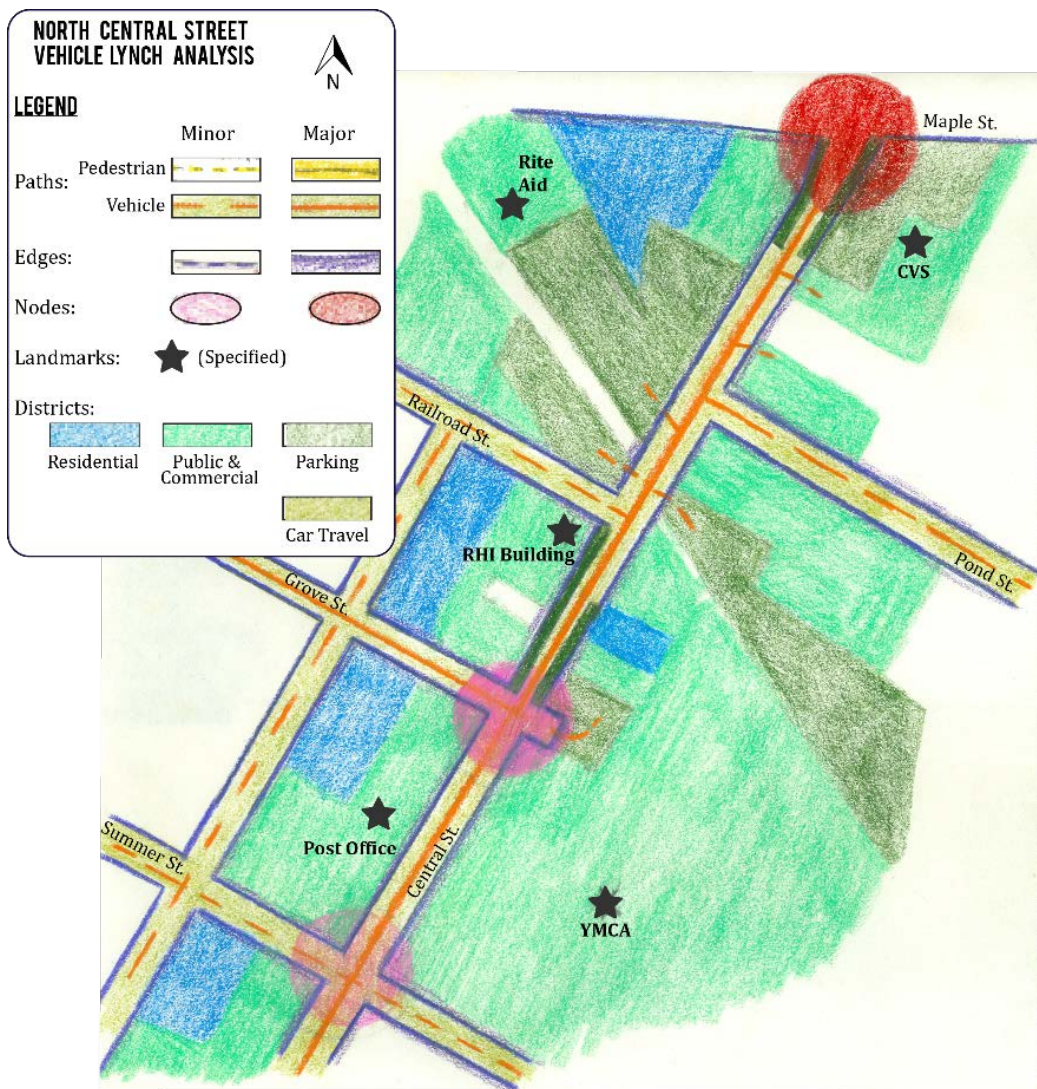 NORTH CENTRAL STREET
VEHICLE LYNCH ANALYSIS
N
LEGEND
Minor
Major
Paths:
Pedestrian
Vehicle
Edges:
Nodes:
Landmarks:
(Specified)
Districts:
Residential
Public &
Commercial
Parking
Car Travel
Maple St.
Rite
Aid
CVS
Railroad St.
RHI Building
Pond St.
Grove St.
Post Office
Central St.
Summer St.
YMCA